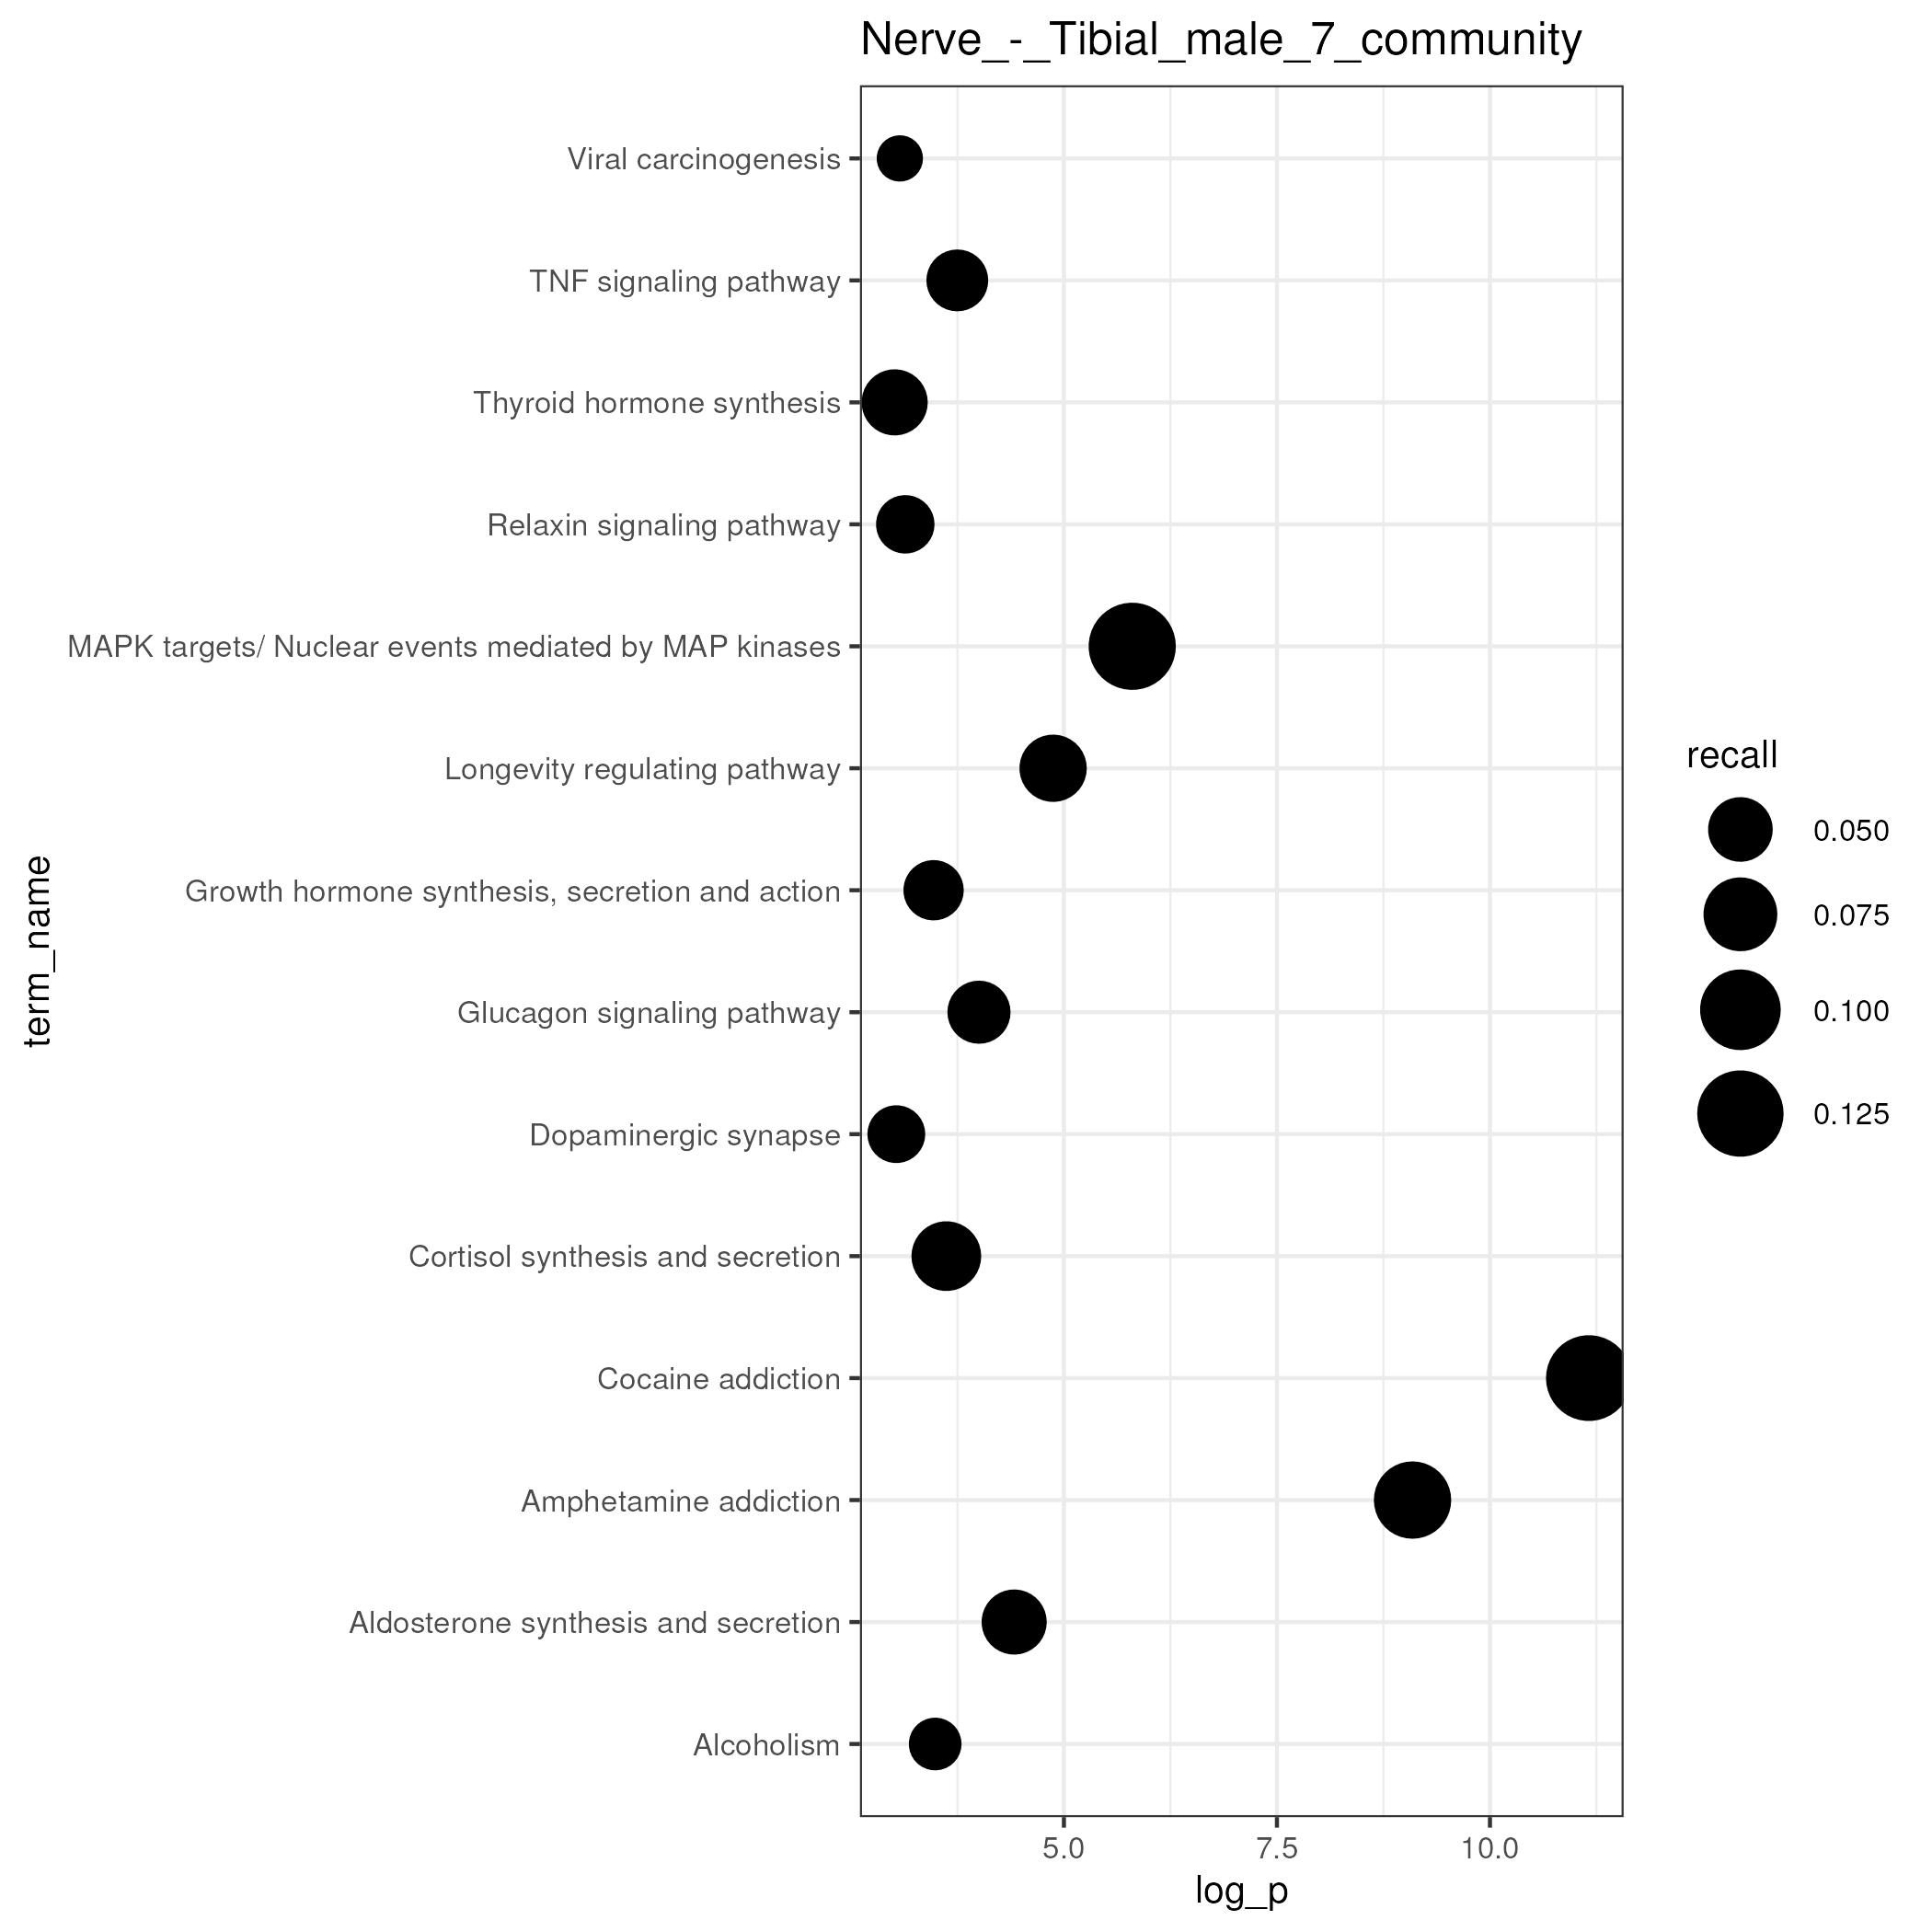 Nerve_-_Tibial_male_7_community
term_name
Viral carcinogenesis
TNF signaling pathway
Thyroid hormone synthesis
Relaxin signaling pathway
MAPK targets/ Nuclear events mediated by MAP kinases
Longevity regulating pathway
Growth hormone synthesis, secretion and action
Glucagon signaling pathway
Dopaminergic synapse
Cortisol synthesis and secretion
Cocaine addiction
Amphetamine addiction
Aldosterone synthesis and secretion
Alcoholism
5.0 7.5 10.0
log_p
recall
0.050
0.075
0.100
0.125